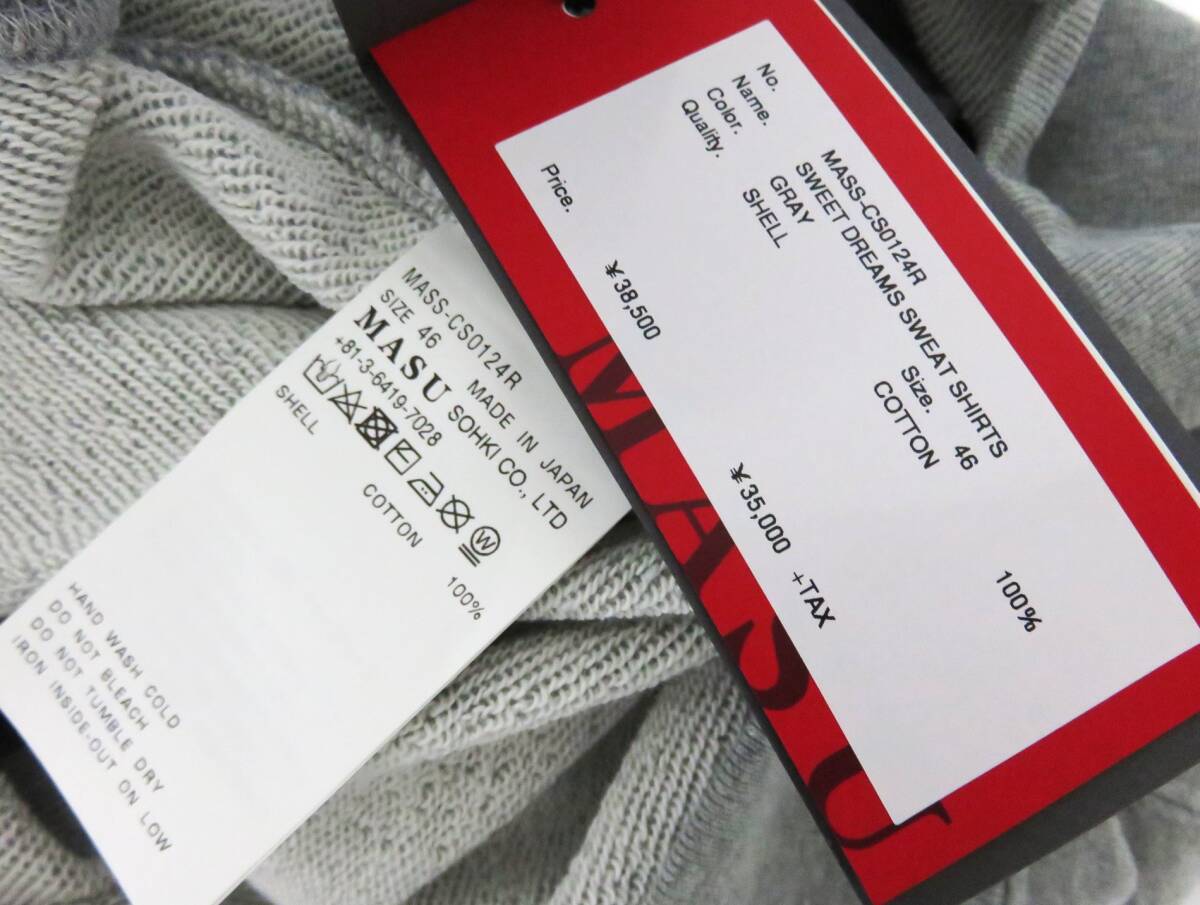 No. MASS-CS0124R
Name. SWEET DREAMS SWEAT SHIRTS
Color. GRAY Size. 46
Quality. SHELL COTTON 100%
Price. ¥38,500 ¥35,000 +TAX
MASU
MASS-CS0124R
SIZE 46 MADE IN JAPAN
MASU SOHKI CO., LTD
+81-3-6419-7028
W
SHELL COTTON 100%
HAND WASH COLD
DO NOT BLEACH
DO NOT TUMBLE DRY
IRON INSIDE-OUT ON LOW